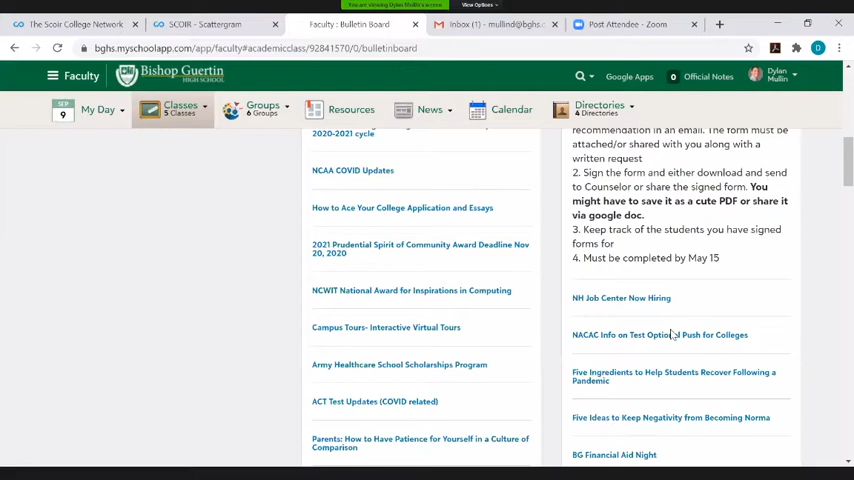 You are viewing Dylan Mullin's screen
View Options
The Scoir College Network
SCOIR - Scattergram
Faculty : Bulletin Board
Inbox (1) - mullind@bghs.
Post Attendee - Zoom
bghs.myschoolapp.com/app/faculty#academicclass/92841570/0/bulletinboard
D
Faculty
Bishop Guertin
HIGH SCHOOL
Google Apps
0 Official Notes
Dylan
Mullin
SEP
9
My Day
Classes
5 Classes
Groups
6 Groups
Resources
News
Calendar
Directories
4 Directories
2020-2021 cycle
NCAA COVID Updates
How to Ace Your College Application and Essays
2021 Prudential Spirit of Community Award Deadline Nov
20, 2020
NCWIT National Award for Inspirations in Computing
Campus Tours- Interactive Virtual Tours
Army Healthcare School Scholarships Program
ACT Test Updates (COVID related)
Parents: How to Have Patience for Yourself in a Culture of
Comparison
recommendation in an email. The form must be
attached/or shared with you along with a
written request
2. Sign the form and either download and send
to Counselor or share the signed form. You
might have to save it as a cute PDF or share it
via google doc.
3. Keep track of the students you have signed
forms for
4. Must be completed by May 15
NH Job Center Now Hiring
NACAC Info on Test Optional Push for Colleges
Five Ingredients to Help Students Recover Following a
Pandemic
Five Ideas to Keep Negativity from Becoming Norma
BG Financial Aid Night